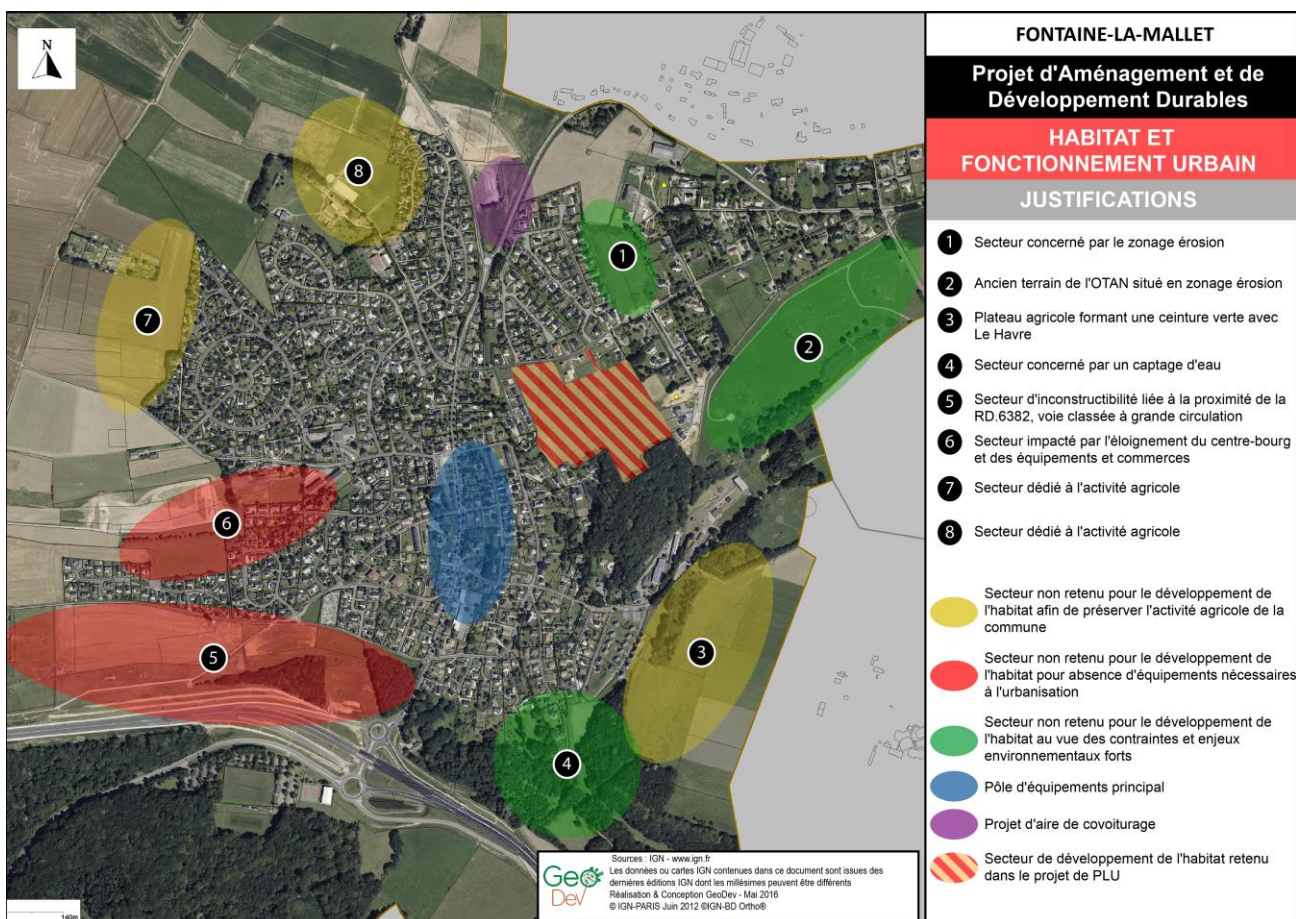 N
8
1
7
2
6
5
3
4
140m
FONTAINE-LA-MALLET
Projet d'Aménagement et de
Développement Durables
HABITAT ET
FONCTIONNEMENT URBAIN
JUSTIFICATIONS
1 Secteur concerné par le zonage érosion
2 Ancien terrain de l'OTAN situé en zonage érosion
3 Plateau agricole formant une ceinture verte avec
Le Havre
4 Secteur concerné par un captage d'eau
5 Secteur d'inconstructibilité liée à la proximité de la
RD.6382, voie classée à grande circulation
6 Secteur impacté par l'éloignement du centre-bourg
et des équipements et commerces
7 Secteur dédié à l'activité agricole
8 Secteur dédié à l'activité agricole
Secteur non retenu pour le développement de
l'habitat afin de préserver l'activité agricole de la
commune
Secteur non retenu pour le développement de
l'habitat pour absence d'équipements nécessaires
à l'urbanisation
Secteur non retenu pour le développement de
l'habitat au vue des contraintes et enjeux
environnementaux forts
Pôle d'équipements principal
Projet d'aire de covoiturage
Secteur de développement de l'habitat retenu
dans le projet de PLU
Geo
Dev
Sources : IGN - www.ign.fr
Les données ou cartes IGN contenues dans ce document sont issues des
dernières éditions IGN dont les millésimes peuvent être différents
Réalisation & Conception GeoDev - Mai 2016
© IGN-PARIS Juin 2012 ©IGN-BD Ortho®